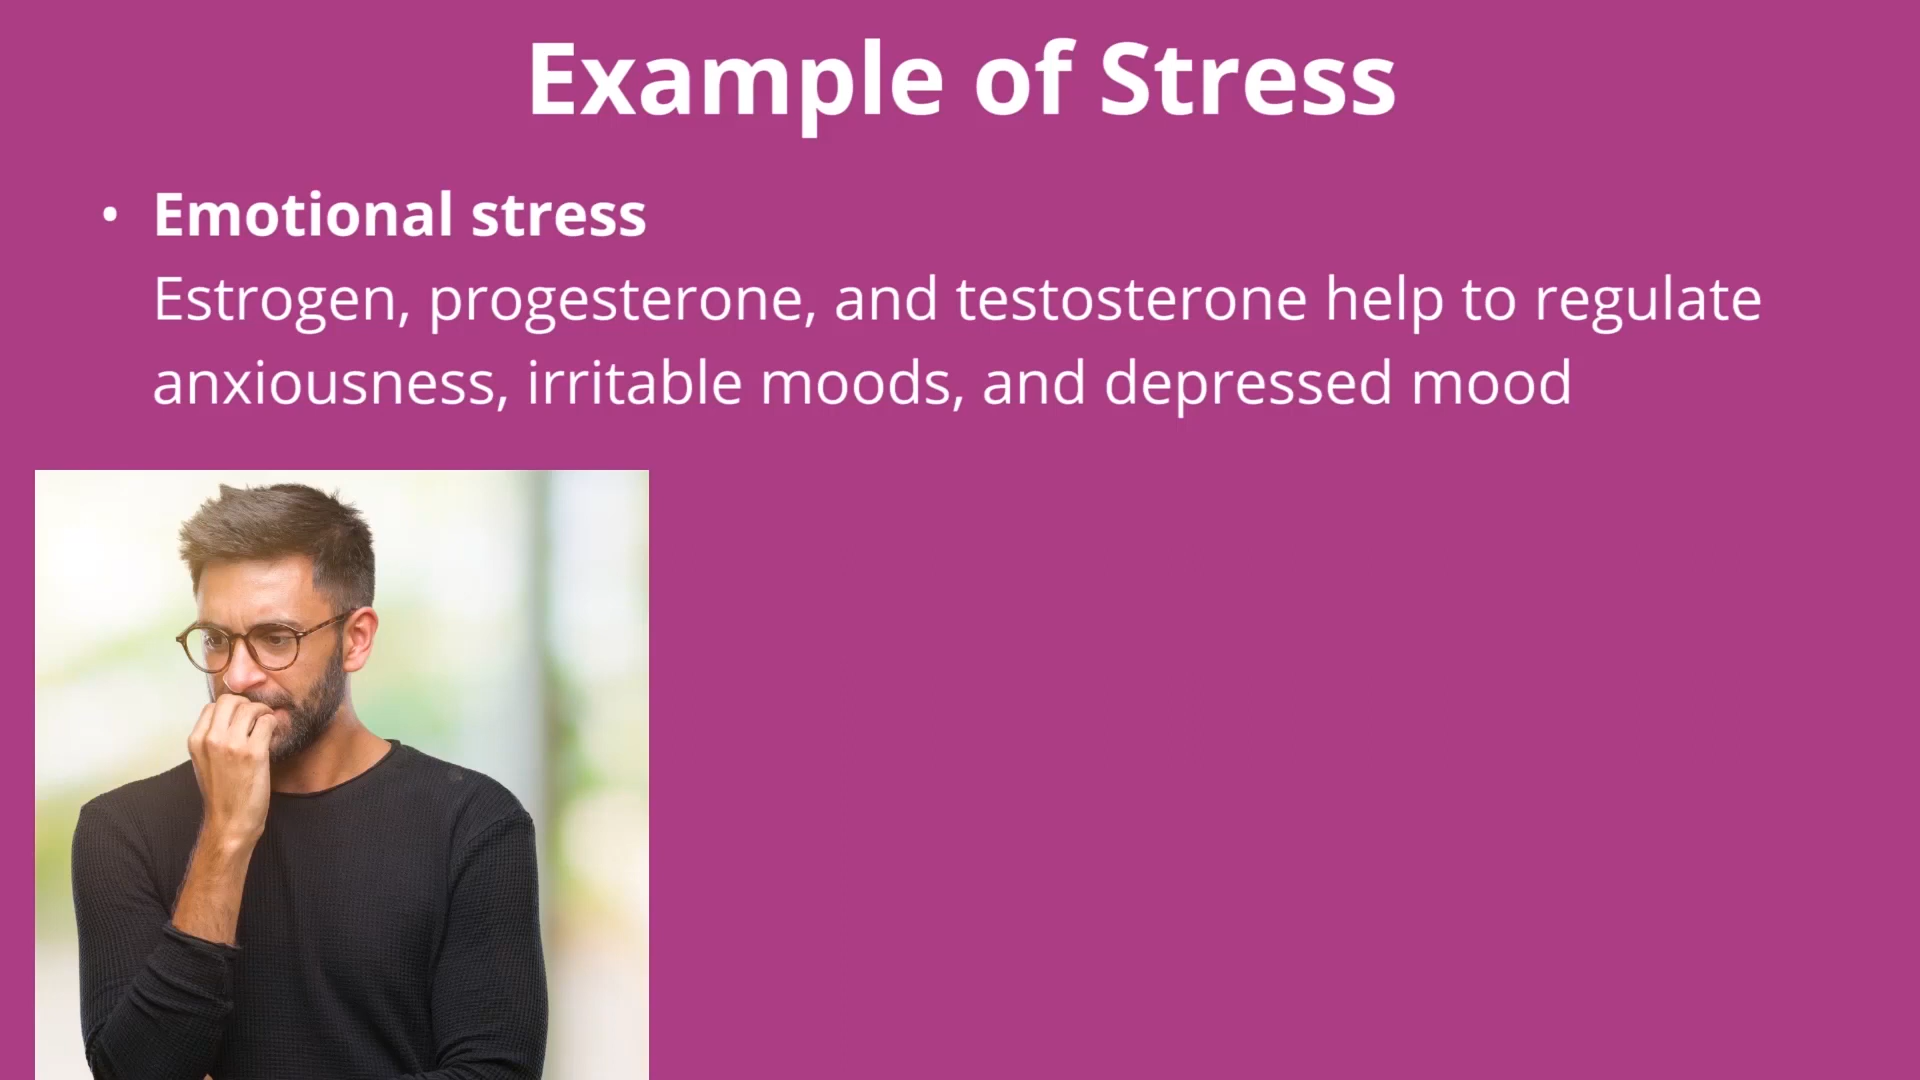 Example of Stress
• Emotional stress
Estrogen, progesterone, and testosterone help to regulate
anxiousness, irritable moods, and depressed mood